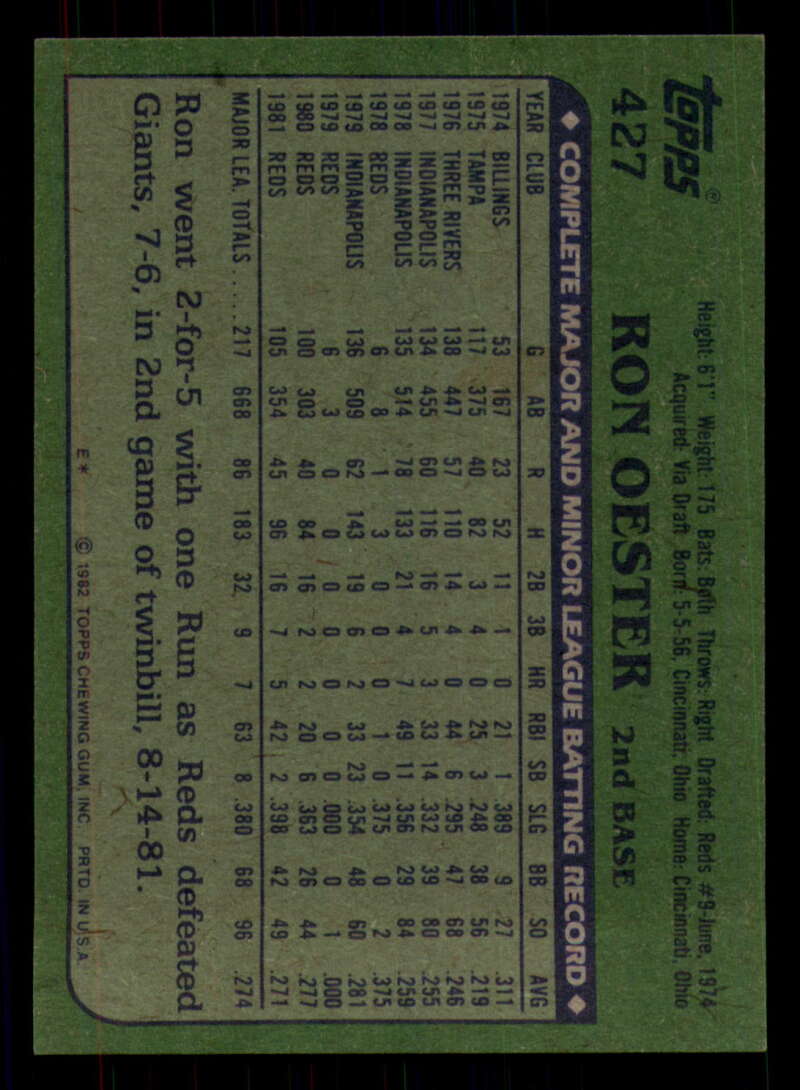 Topps®
427
Height: 6'1" Weight: 175 Bats: Both Throws: Right Drafted: Reds #9-June, 1974
Acquired: Via Draft Born: 5-5-56, Cincinnati, Ohio Home: Cincinnati, Ohio
RON OESTER 2nd BASE
◆ COMPLETE MAJOR AND MINOR LEAGUE BATTING RECORD ◆
YEAR CLUB G AB R H 2B 3B HR RBI SB SLG BB SO AVG
1974 BILLINGS 53 167 23 52 11 1 0 21 1 .389 9 27 .311
1975 TAMPA 117 375 40 82 3 4 0 25 3 .248 38 56 .219
1976 THREE RIVERS 138 447 57 110 14 4 0 44 6 .295 47 68 .246
1977 INDIANAPOLIS 134 455 60 116 16 5 3 33 14 .332 39 80 .255
1978 INDIANAPOLIS 135 514 78 133 21 4 7 49 11 .356 29 84 .259
1978 REDS 6 8 1 3 0 0 0 1 0 .375 0 2 .375
1979 INDIANAPOLIS 136 509 62 143 19 6 2 33 23 .354 48 60 .281
1979 REDS 6 3 0 0 0 0 0 0 0 .000 0 1 .000
1980 REDS 100 303 40 84 16 2 2 20 6 .363 26 44 .277
1981 REDS 105 354 45 96 16 7 5 42 2 .398 42 49 .271
MAJOR LEA. TOTALS..... 217 668 86 183 32 9 7 63 8 .380 68 96 .274
Ron went 2-for-5 with one Run as Reds defeated
Giants, 7-6, in 2nd game of twinbill, 8-14-81.
E* © 1982 TOPPS CHEWING GUM, INC. PRTD. IN U.S.A.